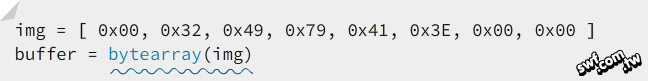 img = [ 0x00, 0x32, 0x49, 0x79, 0x41, 0x3E, 0x00, 0x00 ]
buffer = bytearray(img)
swf.com.tw